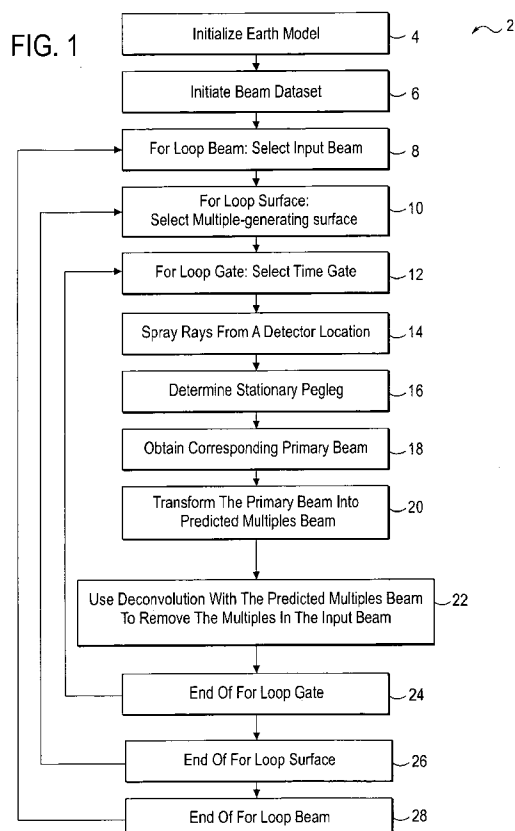 FIG. 1
2
Initialize Earth Model
4
Initiate Beam Dataset
6
For Loop Beam: Select Input Beam
8
For Loop Surface:
Select Multiple-generating surface
10
For Loop Gate: Select Time Gate
12
Spray Rays From A Detector Location
14
Determine Stationary Pegleg
16
Obtain Corresponding Primary Beam
18
Transform The Primary Beam Into
Predicted Multiples Beam
20
Use Deconvolution With The Predicted Multiples Beam
To Remove The Multiples In The Input Beam
22
End Of For Loop Gate
24
End Of For Loop Surface
26
End Of For Loop Beam
28